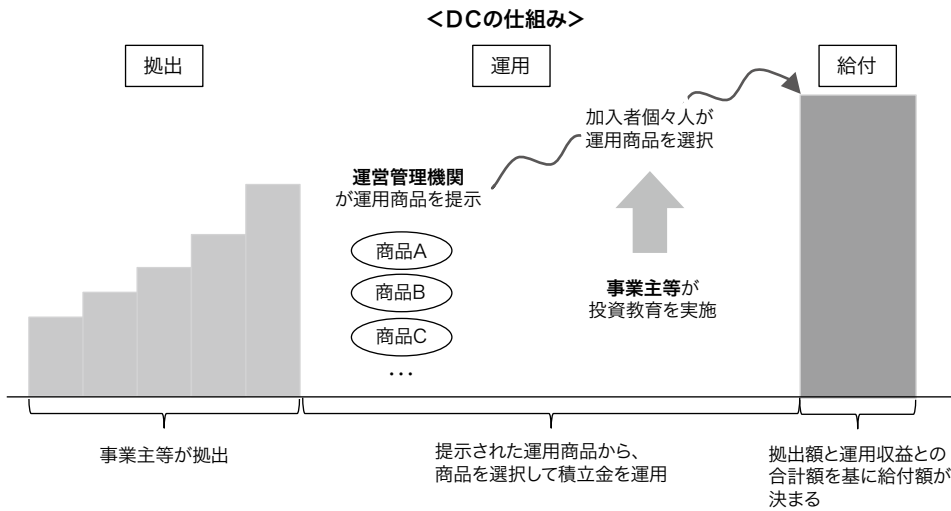 ＜DCの仕組み＞
拠出
運用
給付
加入者個々人が
運用商品を選択
運営管理機関
が運用商品を提示
商品A
商品B
商品C
…
事業主等が
投資教育を実施
事業主等が拠出
提示された運用商品から、
商品を選択して積立金を運用
拠出額と運用収益との
合計額を基に給付額が
決まる